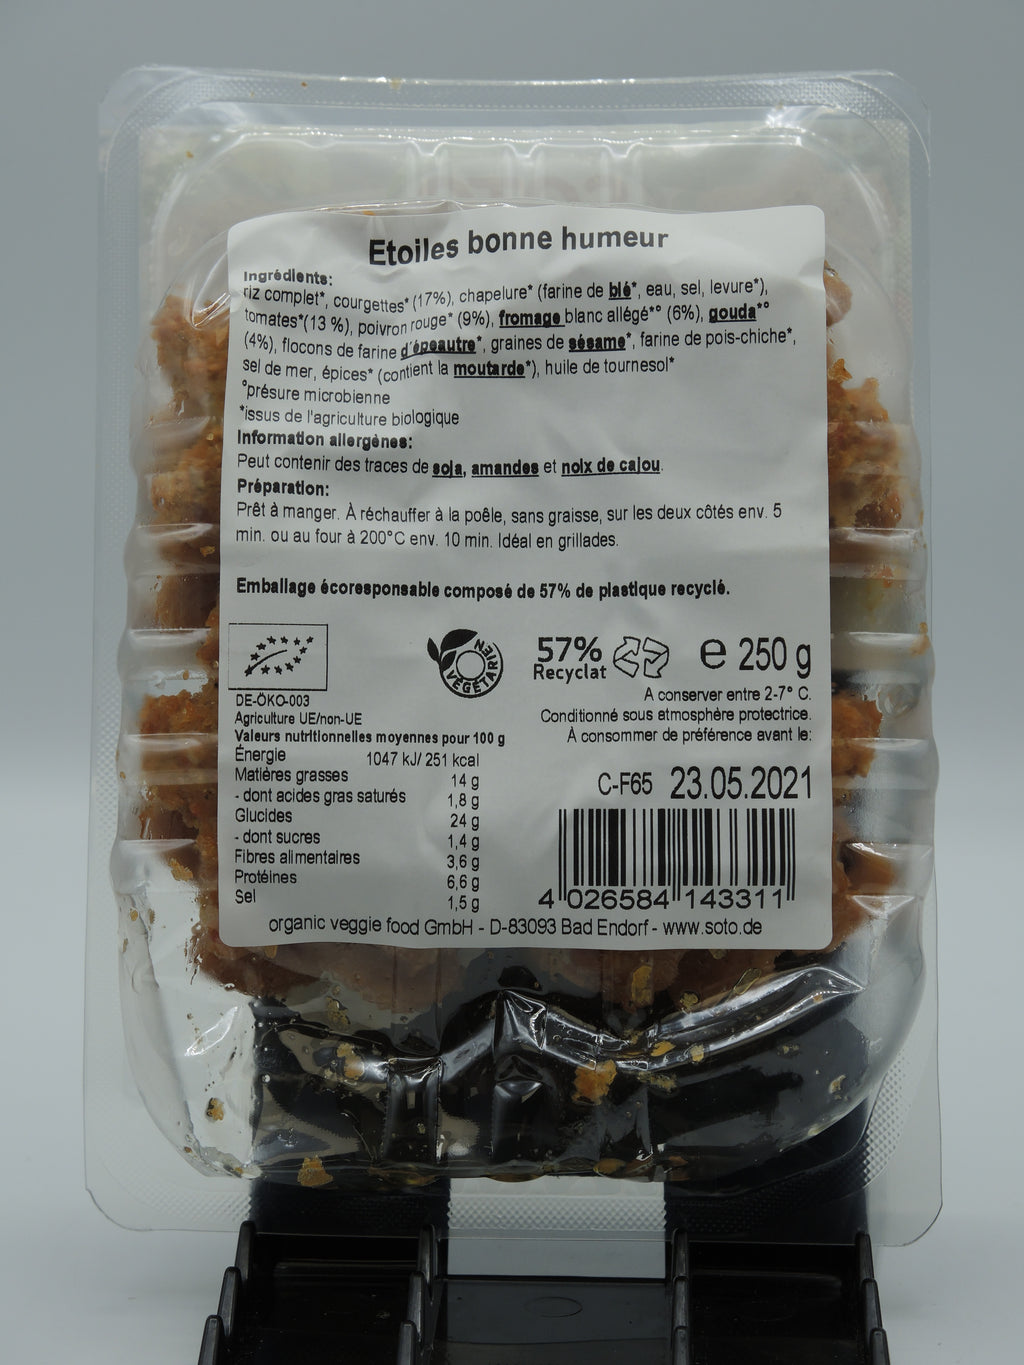 Etoiles bonne humeur
Ingrédients:
riz complet*, courgettes* (17%), chapelure* (farine de blé*, eau, sel, levure*),
tomates*(13 %), poivron rouge* (9%), fromage blanc allégé*° (6%), gouda*°
(4%), flocons de farine d'épeautre*, graines de sésame*, farine de pois-chiche*,
sel de mer, épices* (contient la moutarde*), huile de tournesol*
°présure microbienne
*issus de l'agriculture biologique
Information allergènes:
Peut contenir des traces de soja, amandes et noix de cajou.
Préparation:
Prêt à manger. À réchauffer à la poêle, sans graisse, sur les deux côtés env. 5
min. ou au four à 200°C env. 10 min. Idéal en grillades.
Emballage écoresponsable composé de 57% de plastique recyclé.
VÉGÉTARIEN
57%
Recyclat
e 250 g
DE-ÖKO-003
Agriculture UE/non-UE
A conserver entre 2-7° C.
Conditionné sous atmosphère protectrice.
À consommer de préférence avant le:
C-F65 23.05.2021
Valeurs nutritionnelles moyennes pour 100 g
Énergie 1047 kJ/ 251 kcal
Matières grasses 14 g
- dont acides gras saturés 1,8 g
Glucides 24 g
- dont sucres 1,4 g
Fibres alimentaires 3,6 g
Protéines 6,6 g
Sel 1,5 g
4 026584 143311
organic veggie food GmbH - D-83093 Bad Endorf - www.soto.de